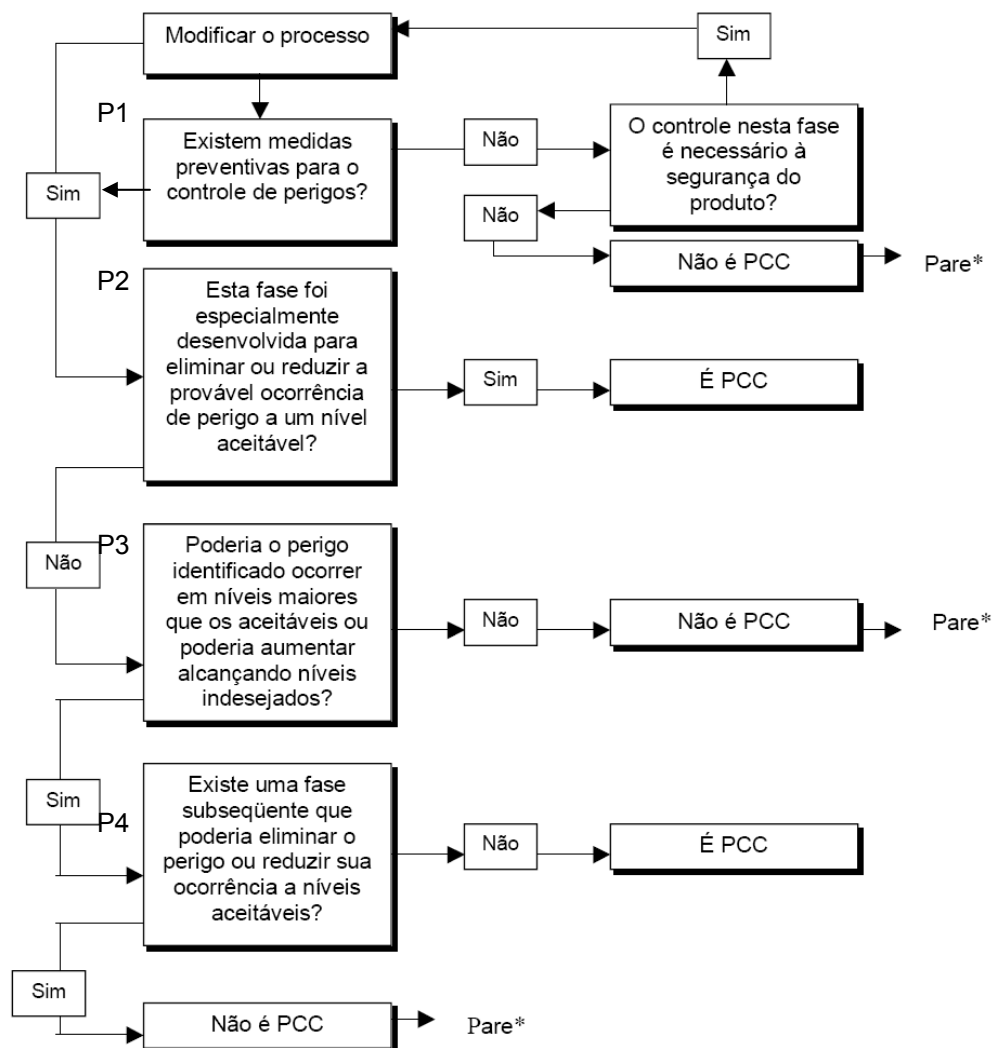 Modificar o processo
Sim
P1
Existem medidas
preventivas para o
controle de perigos?
Não
O controle nesta fase
é necessário à
segurança do
produto?
Sim
Não
Não é PCC
Pare*
P2
Esta fase foi
especialmente
desenvolvida para
eliminar ou reduzir a
provável ocorrência
de perigo a um nível
aceitável?
Sim
É PCC
Não
P3
Poderia o perigo
identificado ocorrer
em níveis maiores
que os aceitáveis ou
poderia aumentar
alcançando níveis
indesejados?
Não
Não é PCC
Pare*
Sim
P4
Existe uma fase
subseqüente que
poderia eliminar o
perigo ou reduzir sua
ocorrência a níveis
aceitáveis?
Não
É PCC
Sim
Não é PCC
Pare*